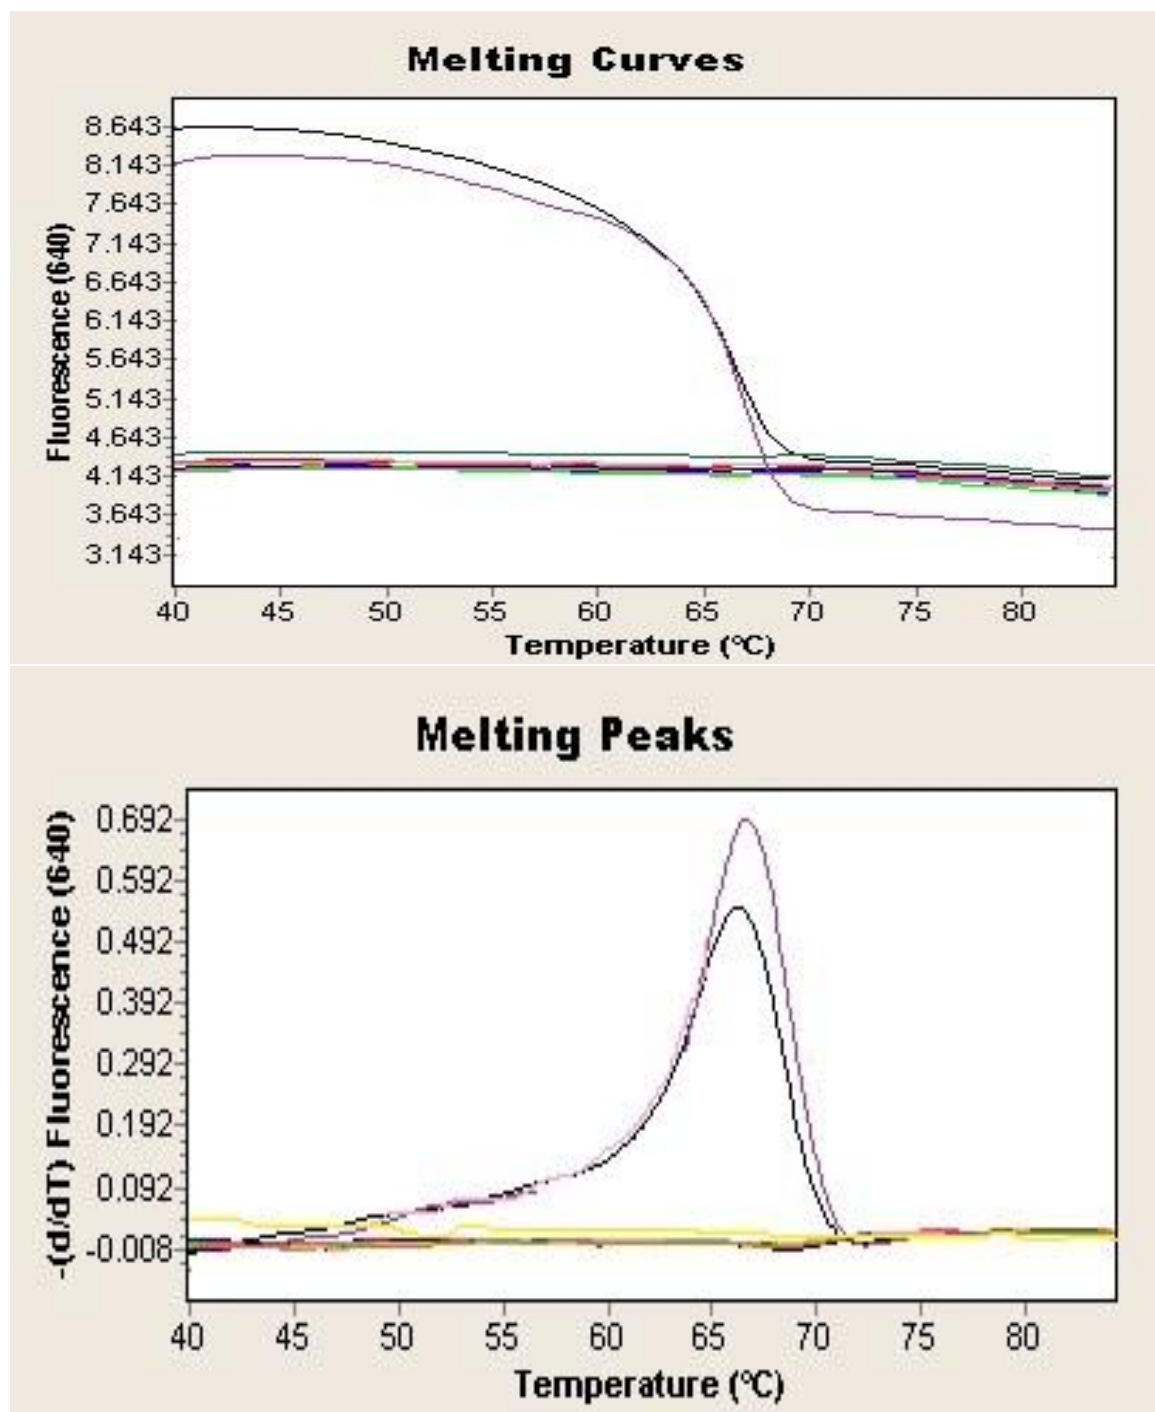 Melting Curves
Fluorescence (640)
8.643
8.143
7.643
7.143
6.643
6.143
5.643
5.143
4.643
4.143
3.643
3.143
40 45 50 55 60 65 70 75 80
Temperature (°C)
Melting Peaks
-(d/dT) Fluorescence (640)
0.692
0.592
0.492
0.392
0.292
0.192
0.092
-0.008
40 45 50 55 60 65 70 75 80
Temperature (°C)